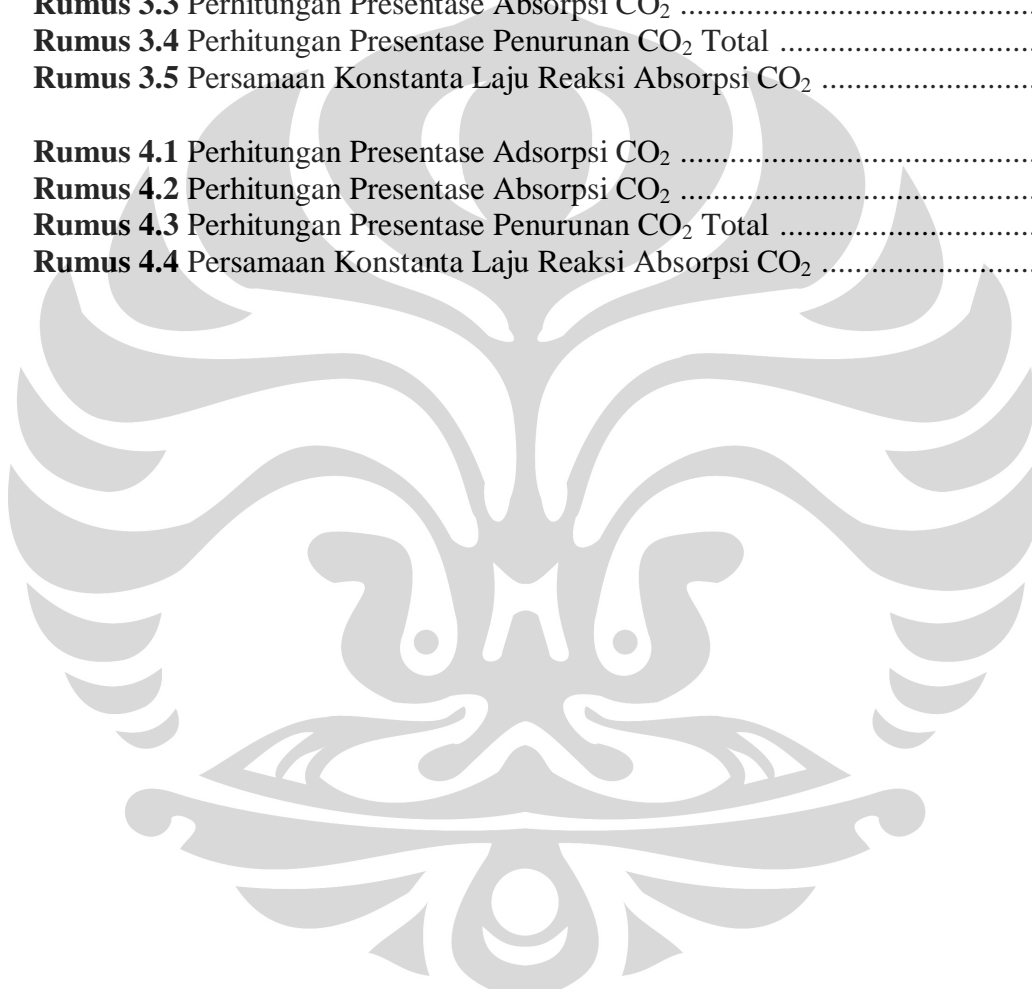 Rumus 3.3 Perhitungan Presentase Absorpsi CO₂ ....................................
Rumus 3.4 Perhitungan Presentase Penurunan CO₂ Total ..........................
Rumus 3.5 Persamaan Konstanta Laju Reaksi Absorpsi CO₂ ......................
Rumus 4.1 Perhitungan Presentase Adsorpsi CO₂ ....................................
Rumus 4.2 Perhitungan Presentase Absorpsi CO₂ ....................................
Rumus 4.3 Perhitungan Presentase Penurunan CO₂ Total ..........................
Rumus 4.4 Persamaan Konstanta Laju Reaksi Absorpsi CO₂ ......................